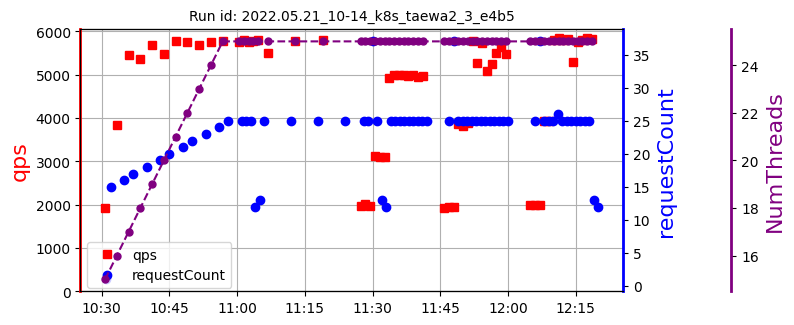 Run id: 2022.05.21_10-14_k8s_taewa2_3_e4b5
qps
6000
5000
4000
3000
2000
1000
0
10:30 10:45 11:00 11:15 11:30 11:45 12:00 12:15
qps
requestCount
requestCount
35
30
25
20
15
10
5
0
NumThreads
24
22
20
18
16